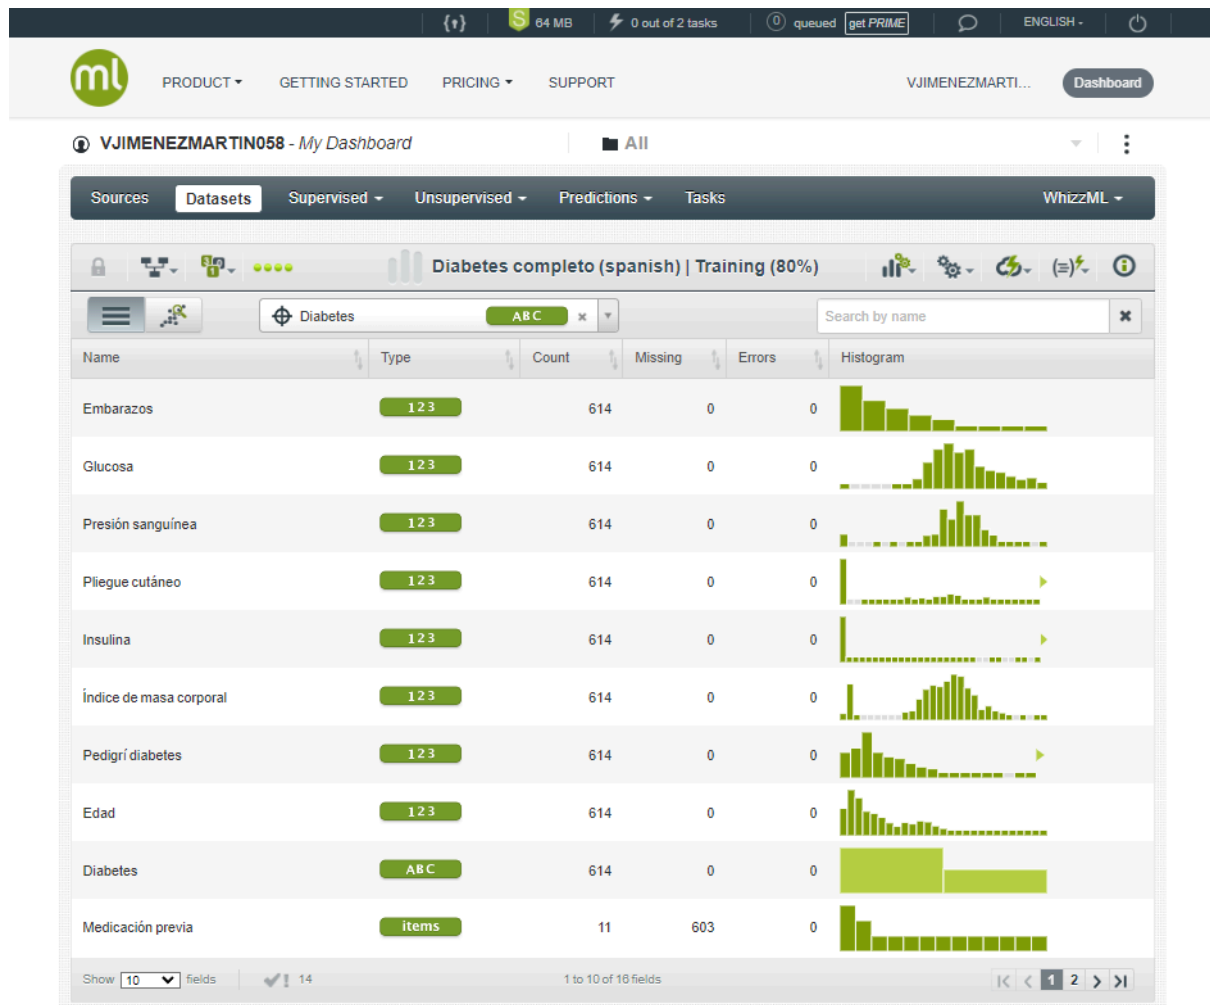 {↑} S 64 MB 0 out of 2 tasks 0 queued get PRIME ENGLISH
ml PRODUCT GETTING STARTED PRICING SUPPORT VJIMENEZMARTI... Dashboard
VJIMENEZMARTIN058 - My Dashboard All
Sources Datasets Supervised Unsupervised Predictions Tasks WhizzML
Diabetes completo (spanish) | Training (80%)
Diabetes ABC Search by name
Name Type Count Missing Errors Histogram
Embarazos 123 614 0 0
Glucosa 123 614 0 0
Presión sanguínea 123 614 0 0
Pliegue cutáneo 123 614 0 0
Insulina 123 614 0 0
Índice de masa corporal 123 614 0 0
Pedigrí diabetes 123 614 0 0
Edad 123 614 0 0
Diabetes ABC 614 0 0
Medicación previa items 11 603 0
Show 10 fields 14 1 to 10 of 16 fields 1 2